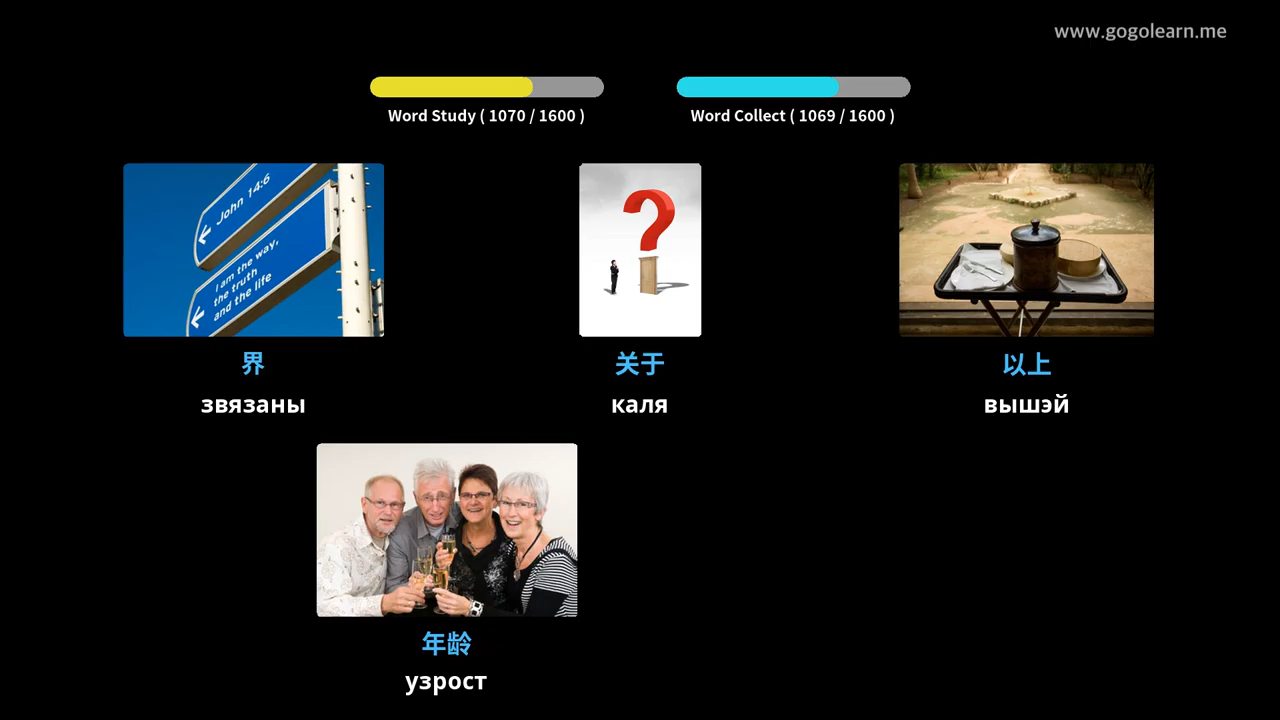 www.gogolearn.me
Word Study ( 1070 / 1600 )
Word Collect ( 1069 / 1600 )
John 14:6
I am the way,
the truth
and the life
界
звязаны
关于
каля
以上
вышэй
年龄
узрост